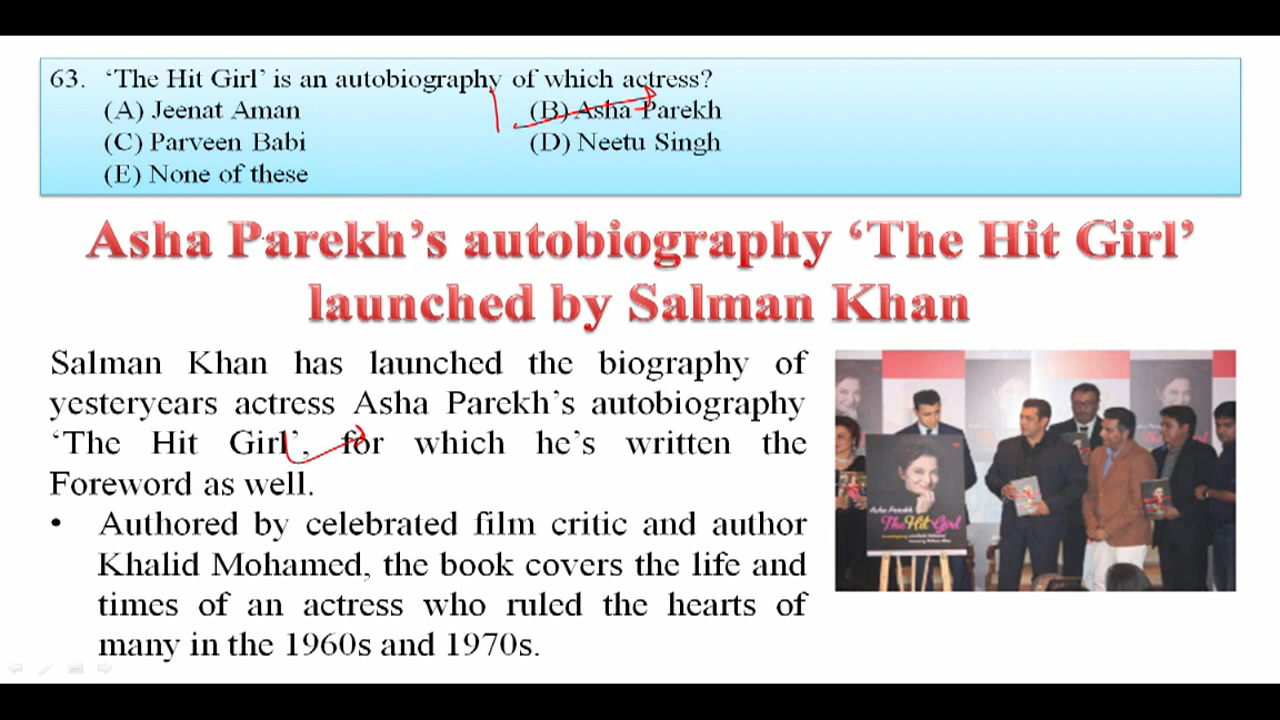 63. ‘The Hit Girl’ is an autobiography of which actress?
(A) Jeenat Aman (B) Asha Parekh
(C) Parveen Babi (D) Neetu Singh
(E) None of these
Asha Parekh’s autobiography ‘The Hit Girl’
launched by Salman Khan
Salman Khan has launched the biography of
yesteryears actress Asha Parekh’s autobiography
‘The Hit Girl’, for which he’s written the
Foreword as well.
• Authored by celebrated film critic and author
Khalid Mohamed, the book covers the life and
times of an actress who ruled the hearts of
many in the 1960s and 1970s.
Asha Parekh
The Hit Girl